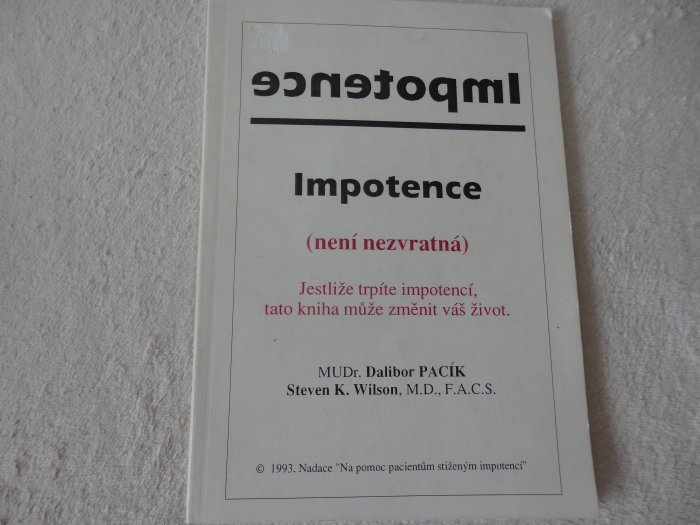 Impotence
Impotence
(není nezvratná)
Jestliže trpíte impotencí,
tato kniha může změnit váš život.
MUDr. Dalibor PACÍK
Steven K. Wilson, M.D., F.A.C.S.
© 1993, Nadace "Na pomoc pacientům stiženým impotencí"